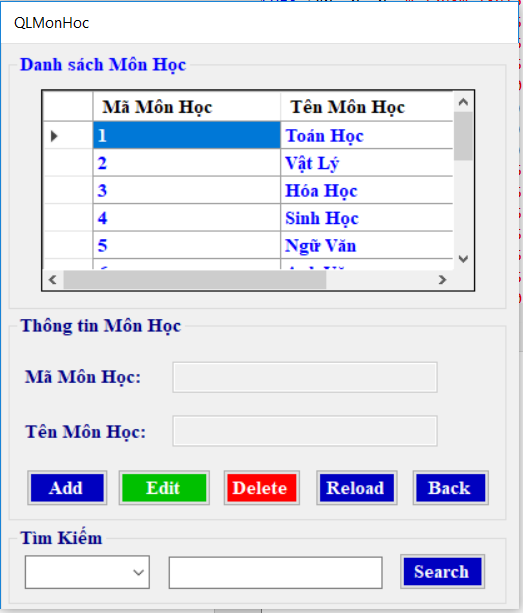 QLMonHoc
Danh sách Môn Học
Mã Môn Học Tên Môn Học
1 Toán Học
2 Vật Lý
3 Hóa Học
4 Sinh Học
5 Ngữ Văn
Thông tin Môn Học
Mã Môn Học:
Tên Môn Học:
Add Edit Delete Reload Back
Tìm Kiếm
Search